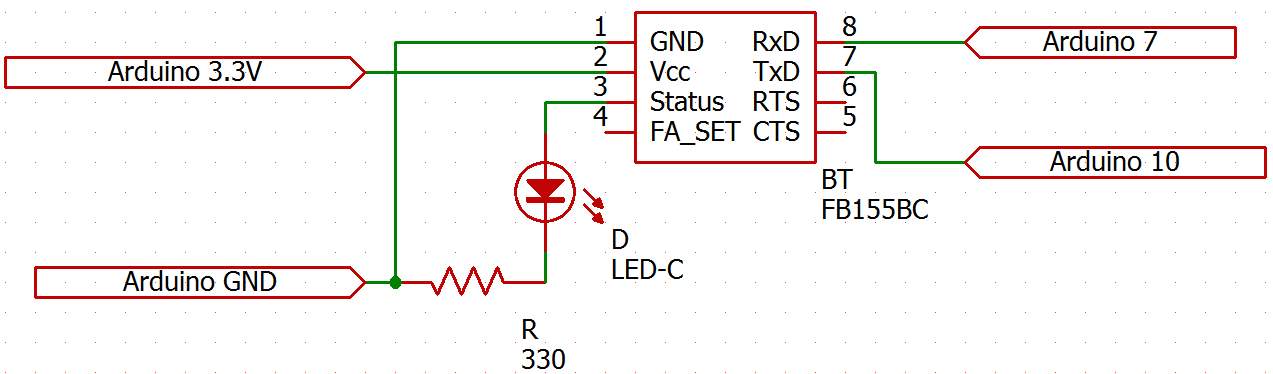 1
8
GND
RxD
Arduino 7
2
7
Arduino 3.3V
Vcc
TxD
3
6
Status
RTS
4
5
FA_SET
CTS
Arduino 10
BT
FB155BC
D
LED-C
Arduino GND
R
330